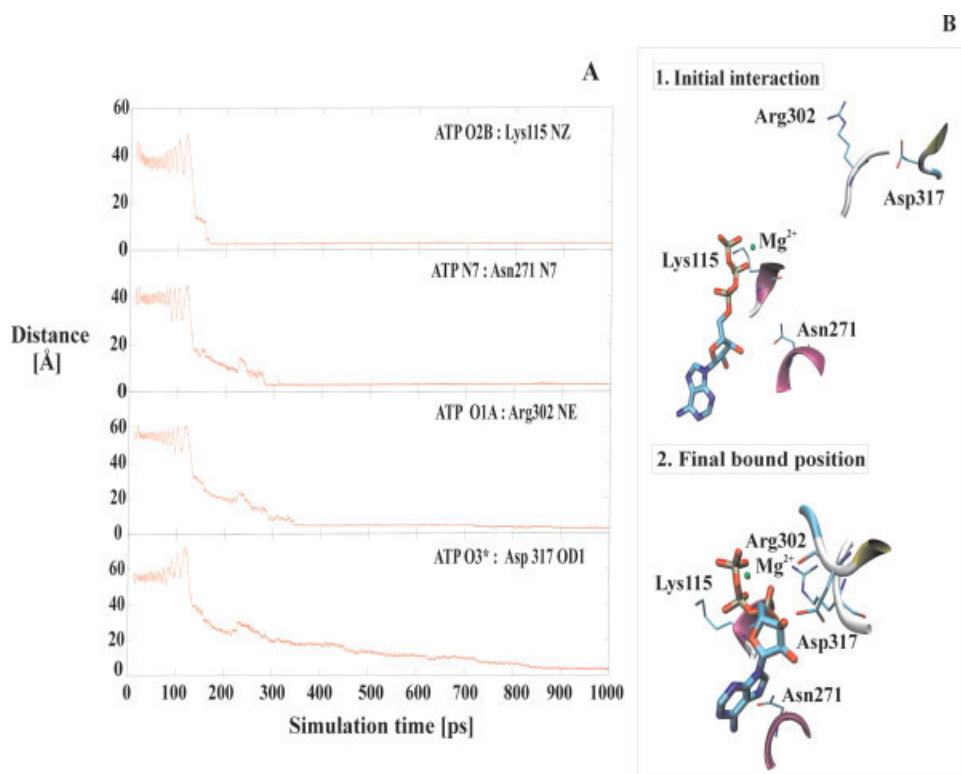 A
Distance
[Å]
60
40
20
0
ATP O2B : Lys115 NZ
40
20
0
ATP N7 : Asn271 N7
60
40
20
0
ATP O1A : Arg302 NE
60
40
20
0
ATP O3* : Asp 317 OD1
0 100 200 300 400 500 600 700 800 900 1000
Simulation time [ps]
B
1. Initial interaction
Arg302
Asp317
Mg2+
Lys115
Asn271
2. Final bound position
Arg302
Mg2+
Lys115
Asp317
Asn271